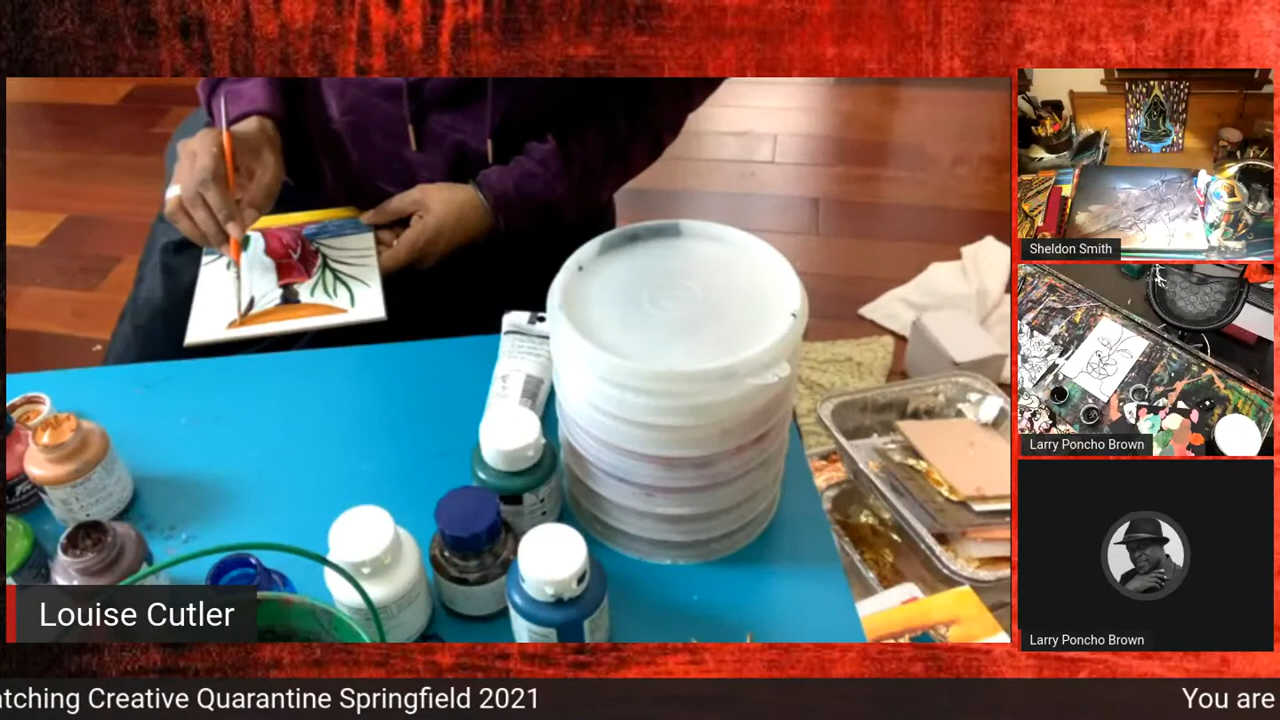 Sheldon Smith
Larry Poncho Brown
Louise Cutler
Larry Poncho Brown
atching Creative Quarantine Springfield 2021
You are